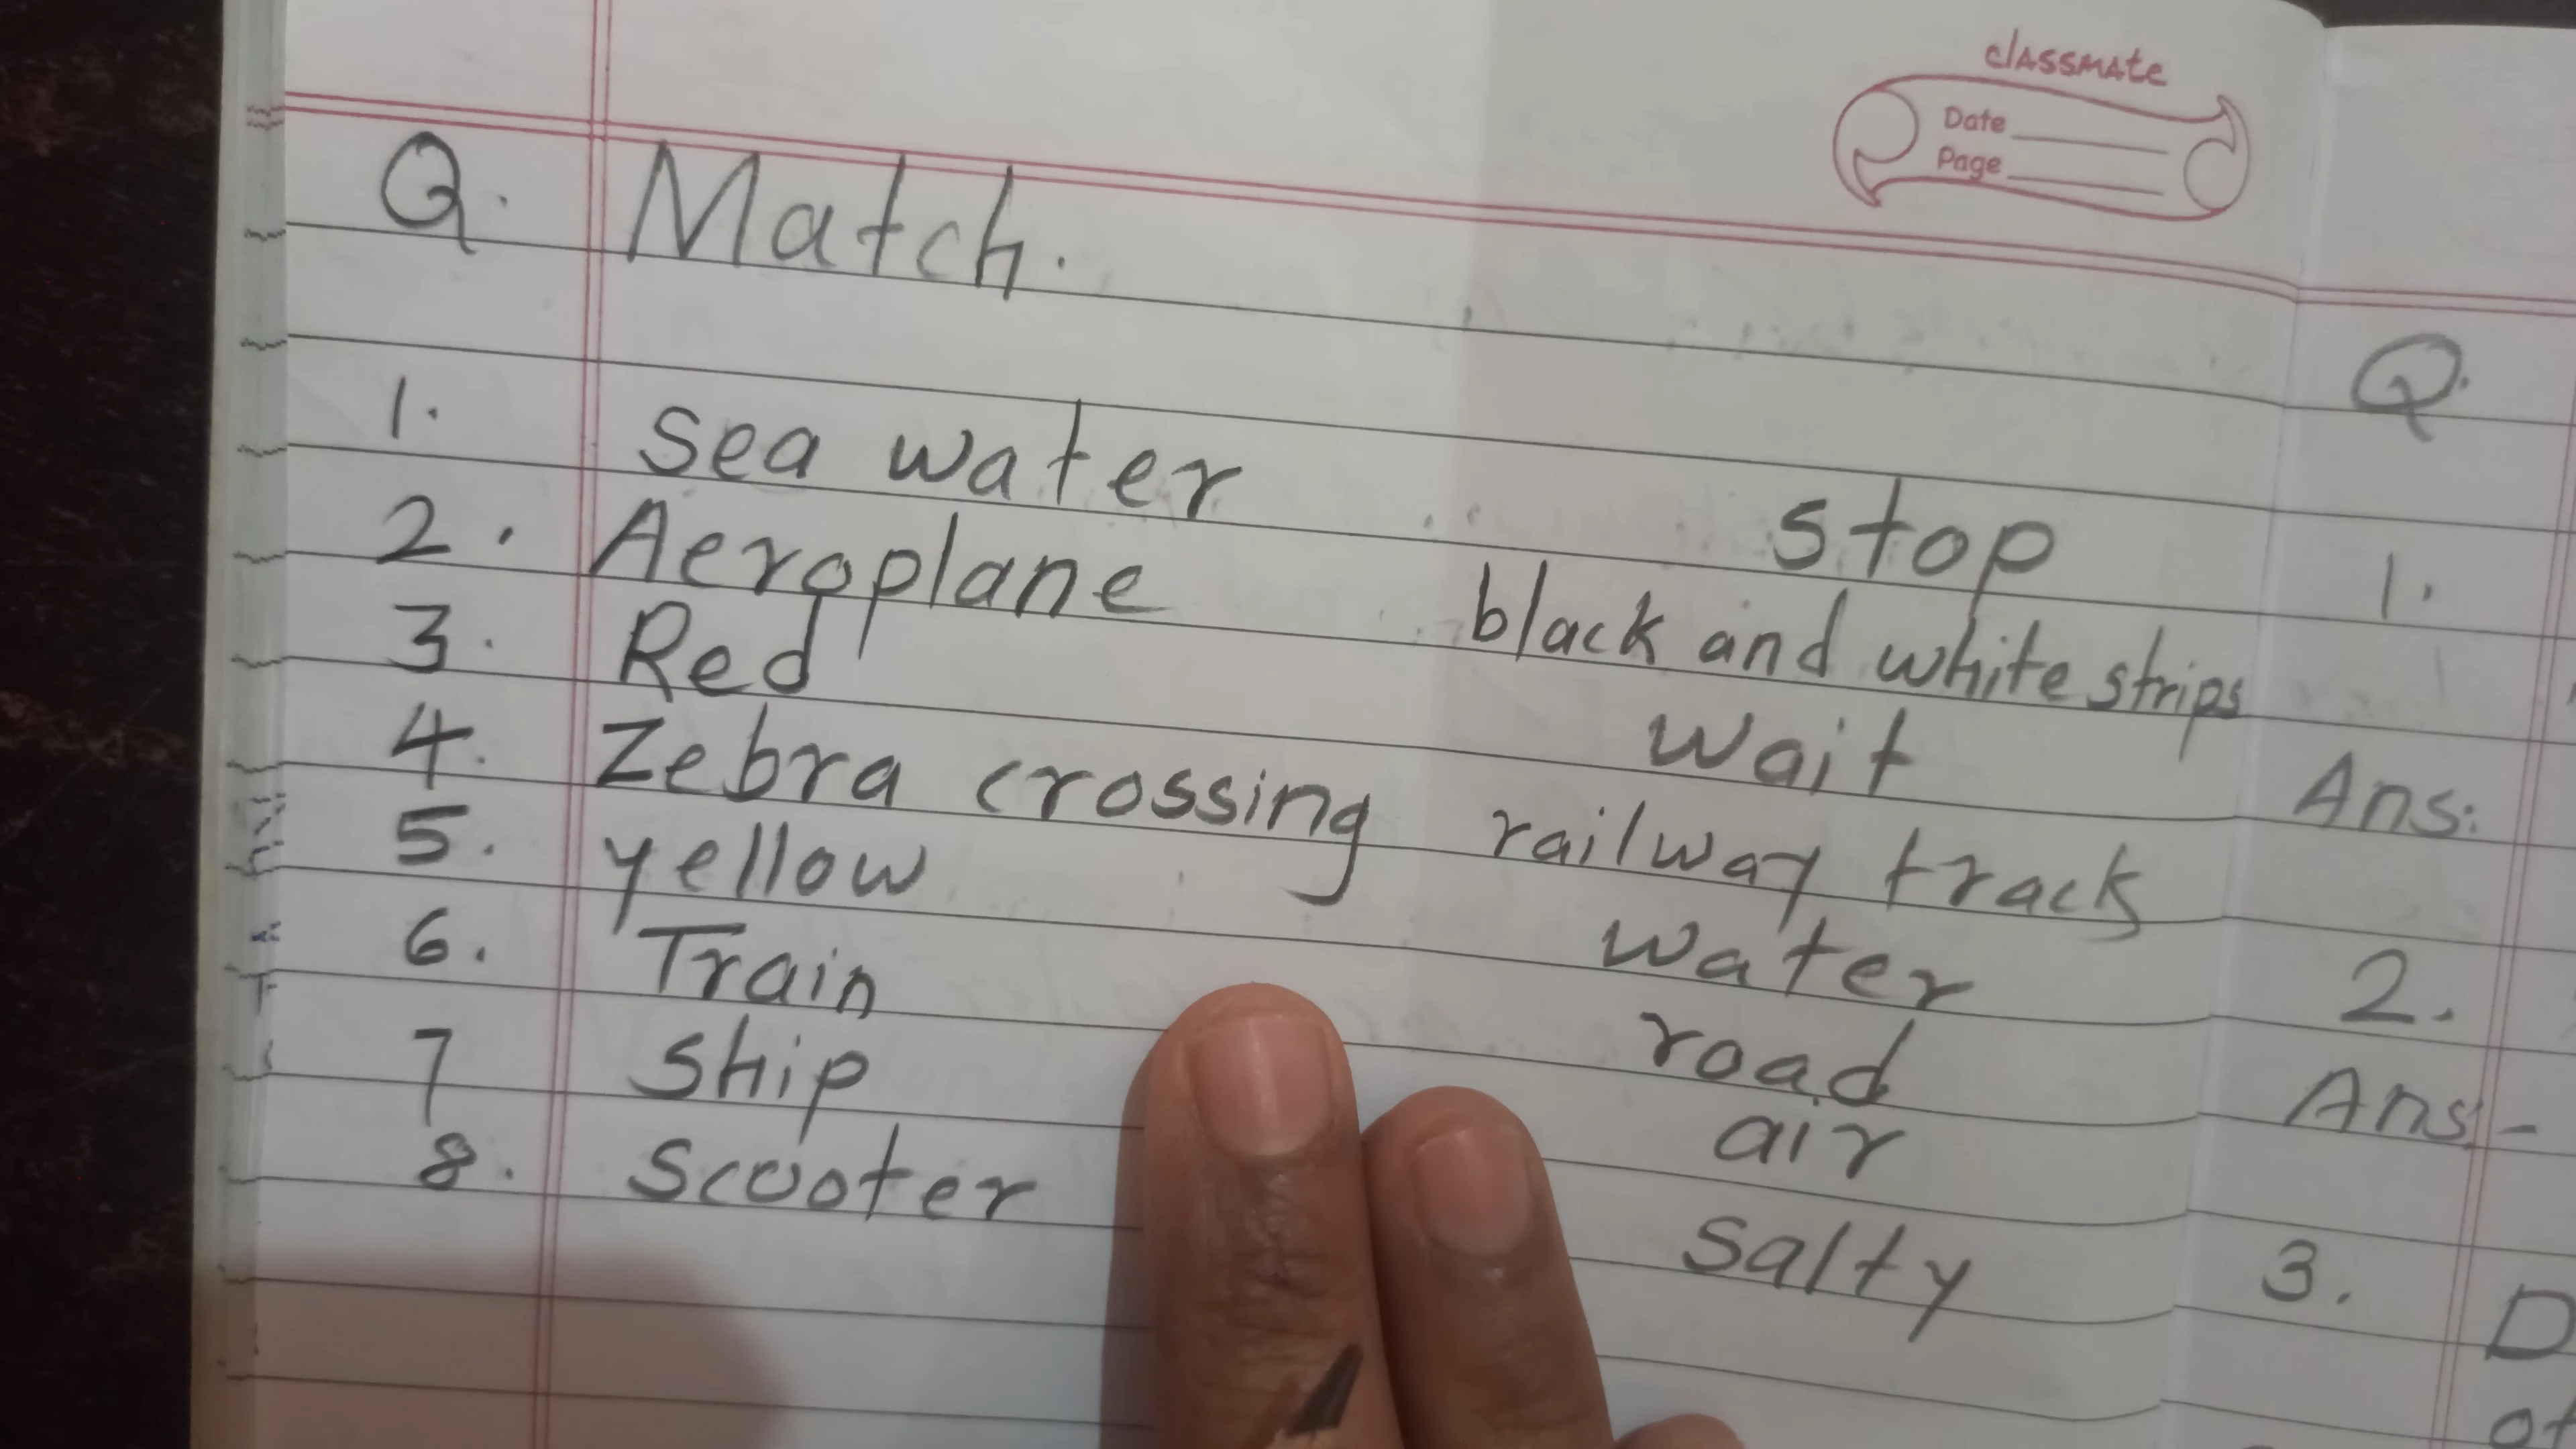 classmate
Date
Page
Q. Match.
1. sea water stop
2. Aeroplane black and white strips
3. Red wait
4. Zebra crossing railway track
5. yellow water
6. Train road
7 Ship air
8. Scooter salty
Q.
1.
Ans:
2.
Ans-
3.
D
of